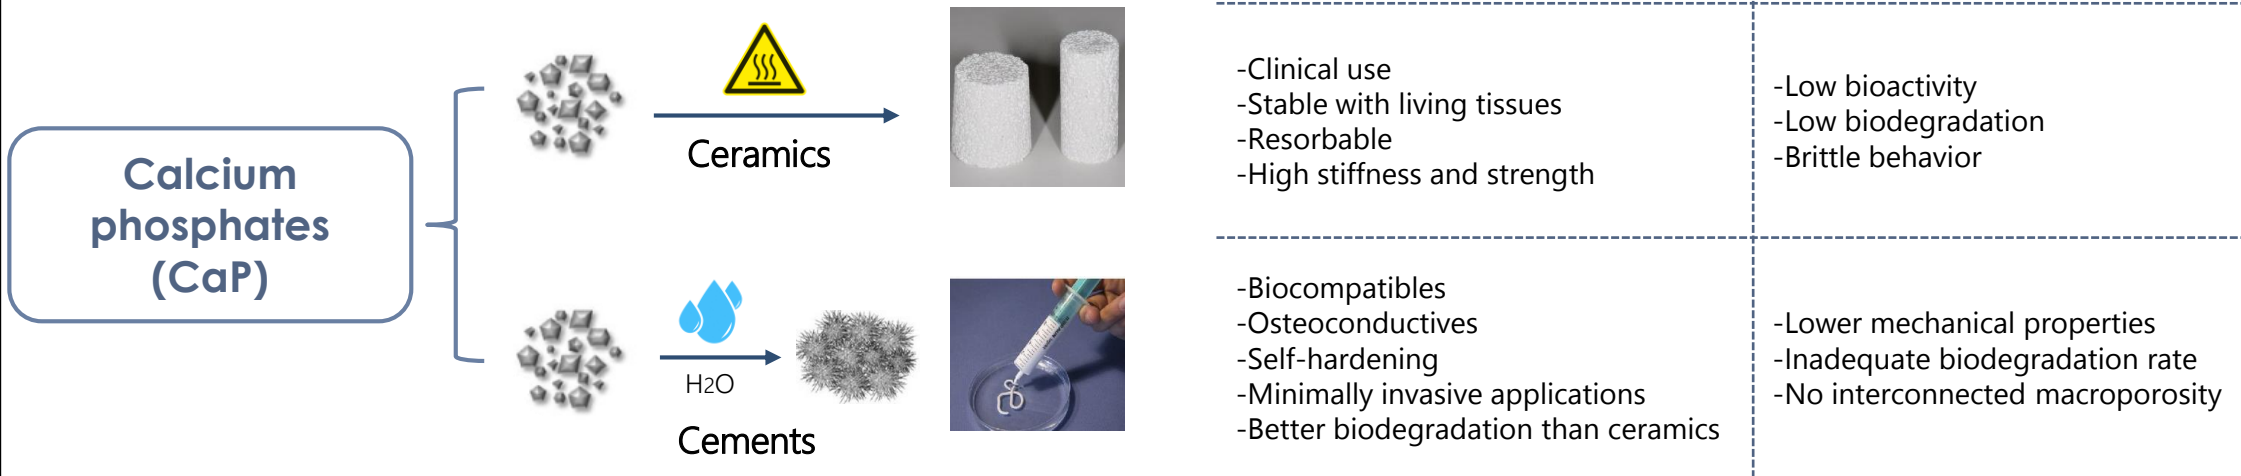 Calcium
phosphates
(CaP)
Ceramics
-Clinical use
-Stable with living tissues
-Resorbable
-High stiffness and strength
-Low bioactivity
-Low biodegradation
-Brittle behavior
H2O
Cements
-Biocompatibles
-Osteoconductives
-Self-hardening
-Minimally invasive applications
-Better biodegradation than ceramics
-Lower mechanical properties
-Inadequate biodegradation rate
-No interconnected macroporosity